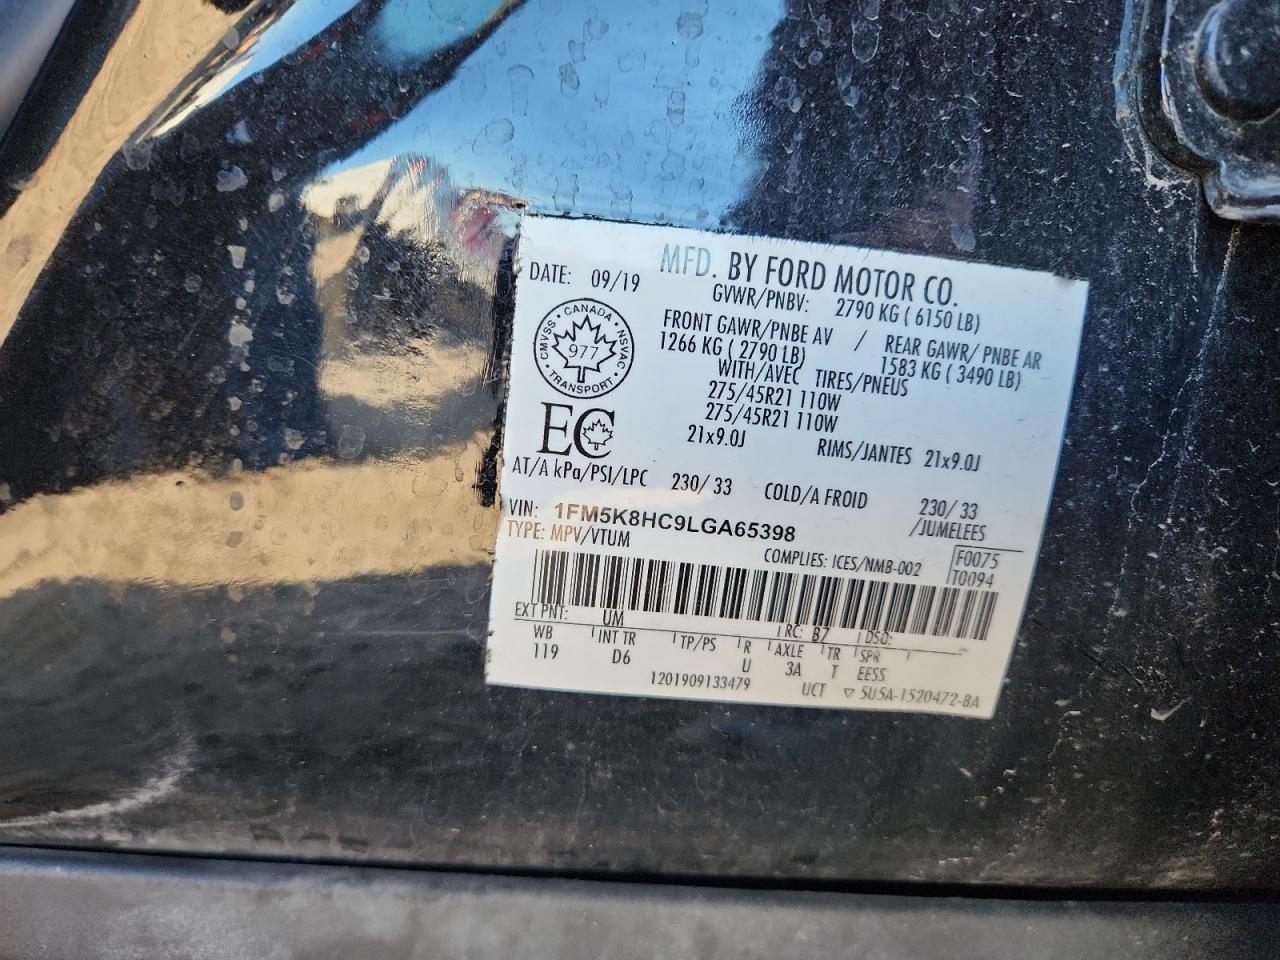 MFD. BY FORD MOTOR CO.
DATE: 09/19
GVWR/PNBV: 2790 KG ( 6150 LB)
FRONT GAWR/PNBE AV / REAR GAWR/ PNBE AR
1266 KG ( 2790 LB) 1583 KG ( 3490 LB)
WITH/AVEC TIRES/PNEUS
275/45R21 110W
275/45R21 110W
21x9.0J RIMS/JANTES 21x9.0J
CANADA
CMVSS NSVAC
977
TRANSPORT
EC
AT/A kPa/PSI/LPC 230/ 33 COLD/A FROID 230/ 33
/JUMELEES
VIN: 1FM5K8HC9LGA65398
TYPE: MPV/VTUM
COMPLIES: ICES/NMB-002
F0075
T0094
EXT PNT: UM RC: B7 DSO:
WB INT TR TP/PS R AXLE TR SPR
119 D6 U 3A T EESS
1201909133479 UCT ▽ 5U5A-1520472-BA